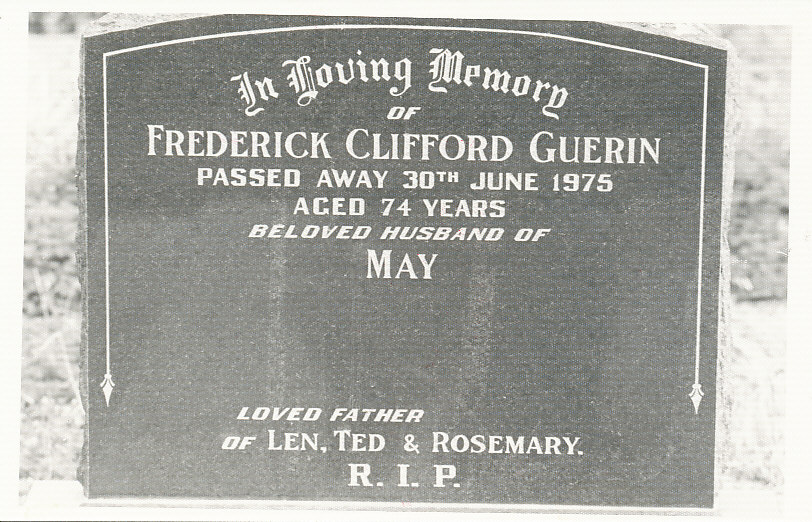 In Loving Memory
OF
FREDERICK CLIFFORD GUERIN
PASSED AWAY 30TH JUNE 1975
AGED 74 YEARS
BELOVED HUSBAND OF
MAY
LOVED FATHER
OF LEN, TED & ROSEMARY.
R. I. P.